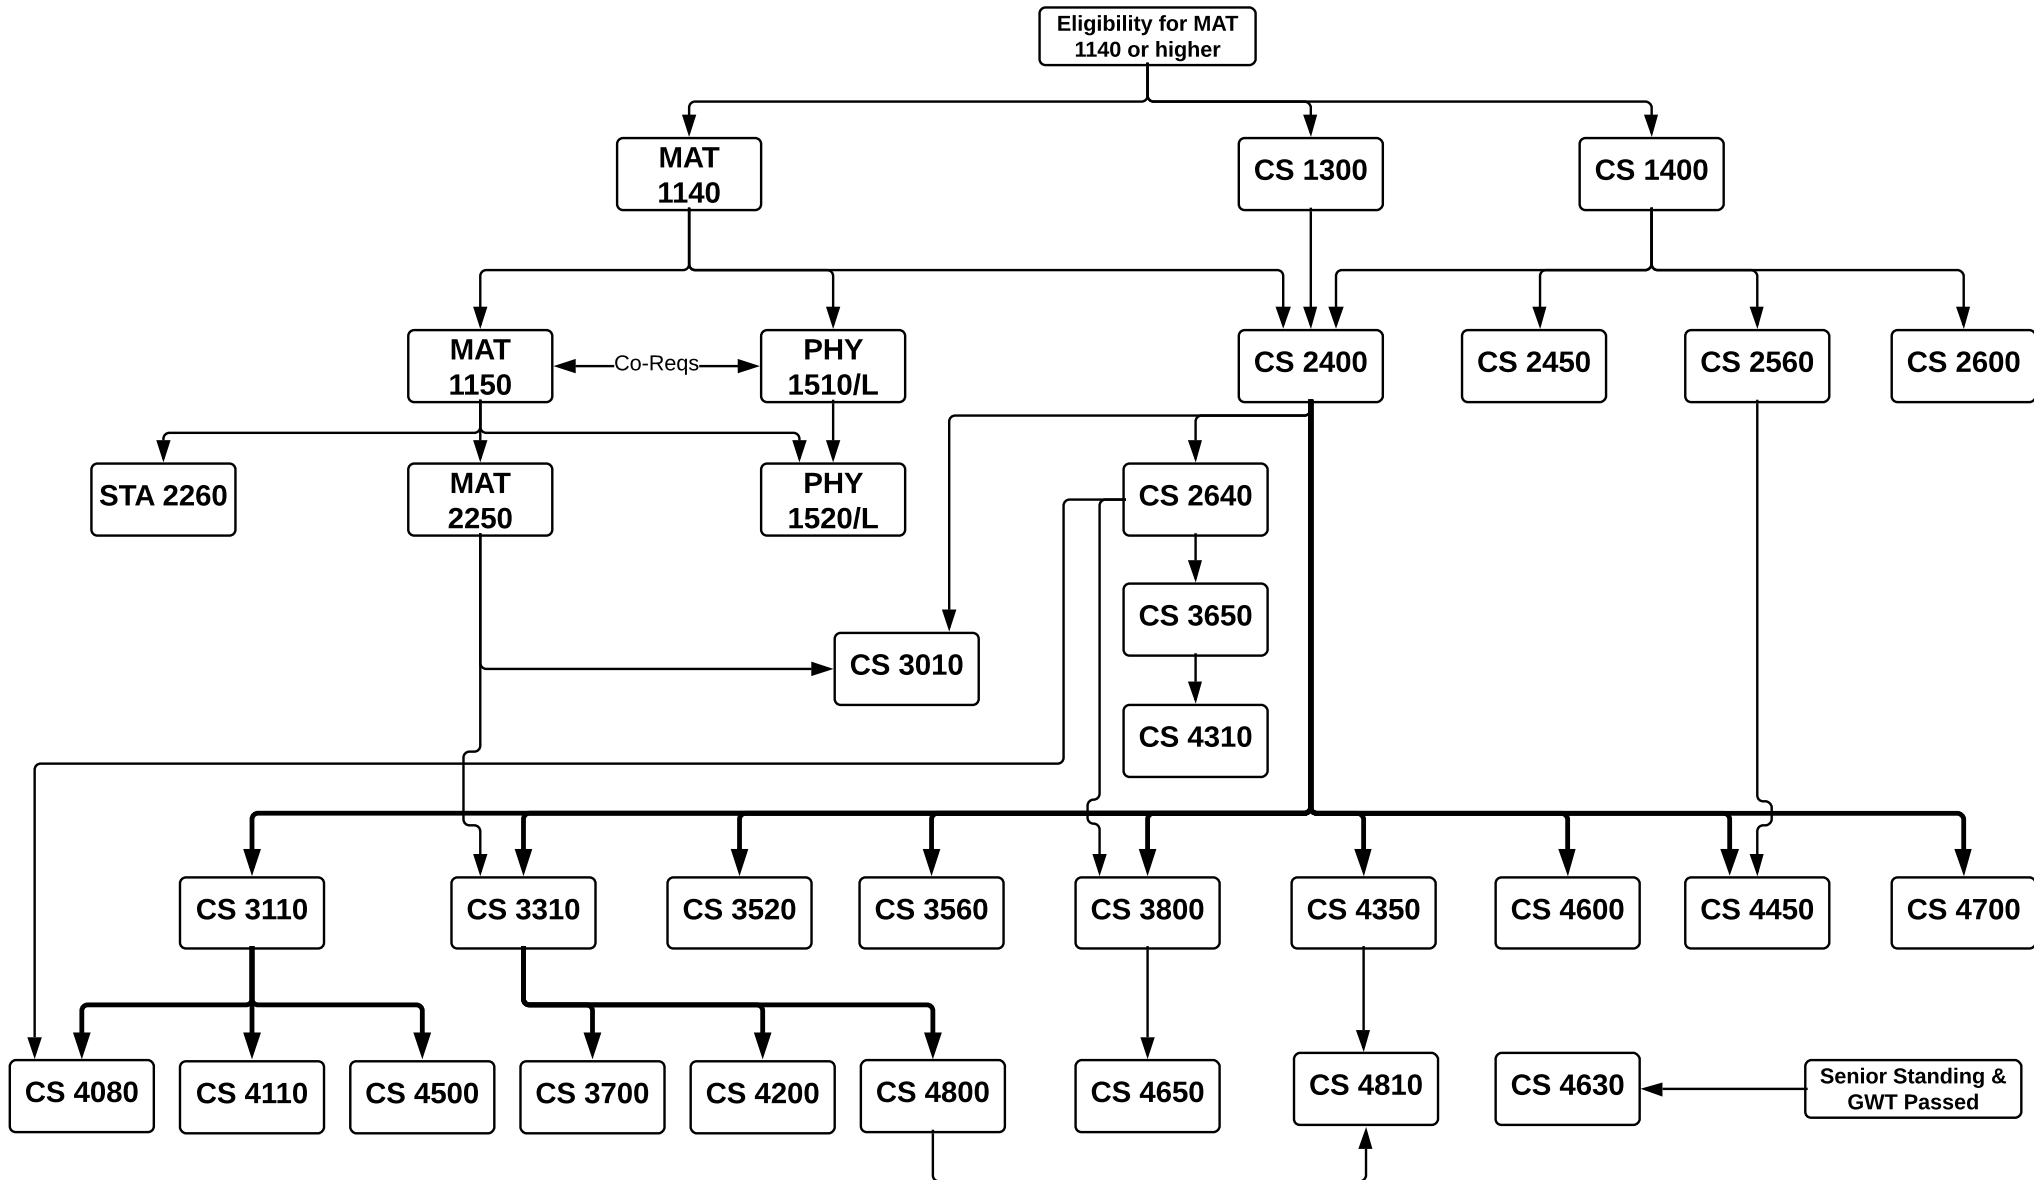 Eligibility for MAT
1140 or higher
MAT
1140
CS 1300
CS 1400
MAT
1150
Co-Reqs
PHY
1510/L
CS 2400
CS 2450
CS 2560
CS 2600
STA 2260
MAT
2250
PHY
1520/L
CS 2640
CS 3650
CS 3010
CS 4310
CS 3110
CS 3310
CS 3520
CS 3560
CS 3800
CS 4350
CS 4600
CS 4450
CS 4700
CS 4080
CS 4110
CS 4500
CS 3700
CS 4200
CS 4800
CS 4650
CS 4810
CS 4630
Senior Standing &
GWT Passed